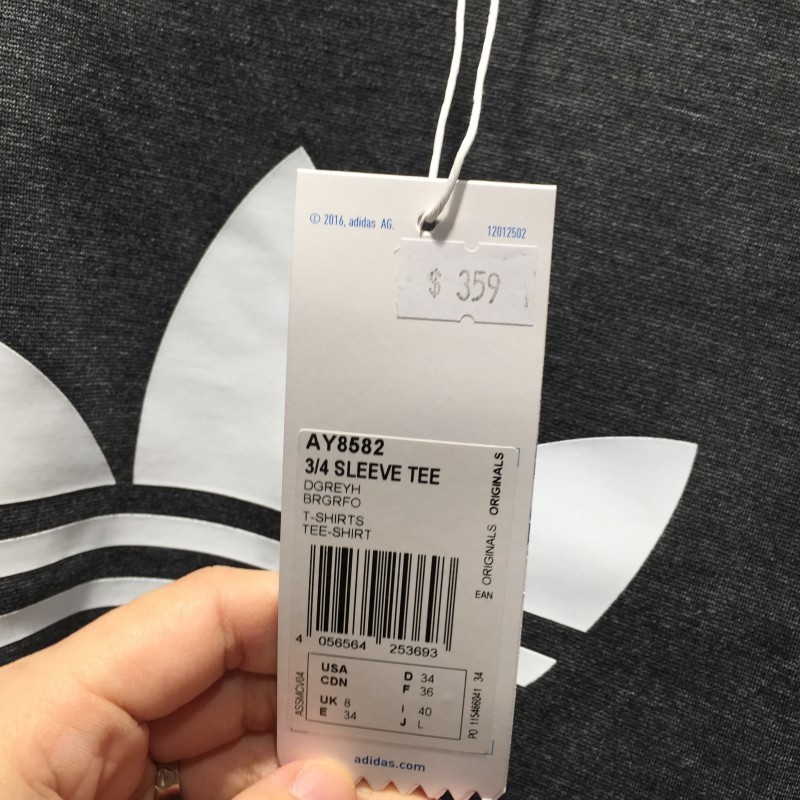 © 2016, adidas AG.
12012502
$ 359
AY8582
3/4 SLEEVE TEE
DGREYH
BRGRFO
T-SHIRTS
TEE-SHIRT
ORIGINALS ORIGINALS
EAN
4 056564 253693
ASSMCV04
USA
CDN
UK 8
E 34
D 34
F 36
I 40
J L
PO 115466041 34
adidas.com